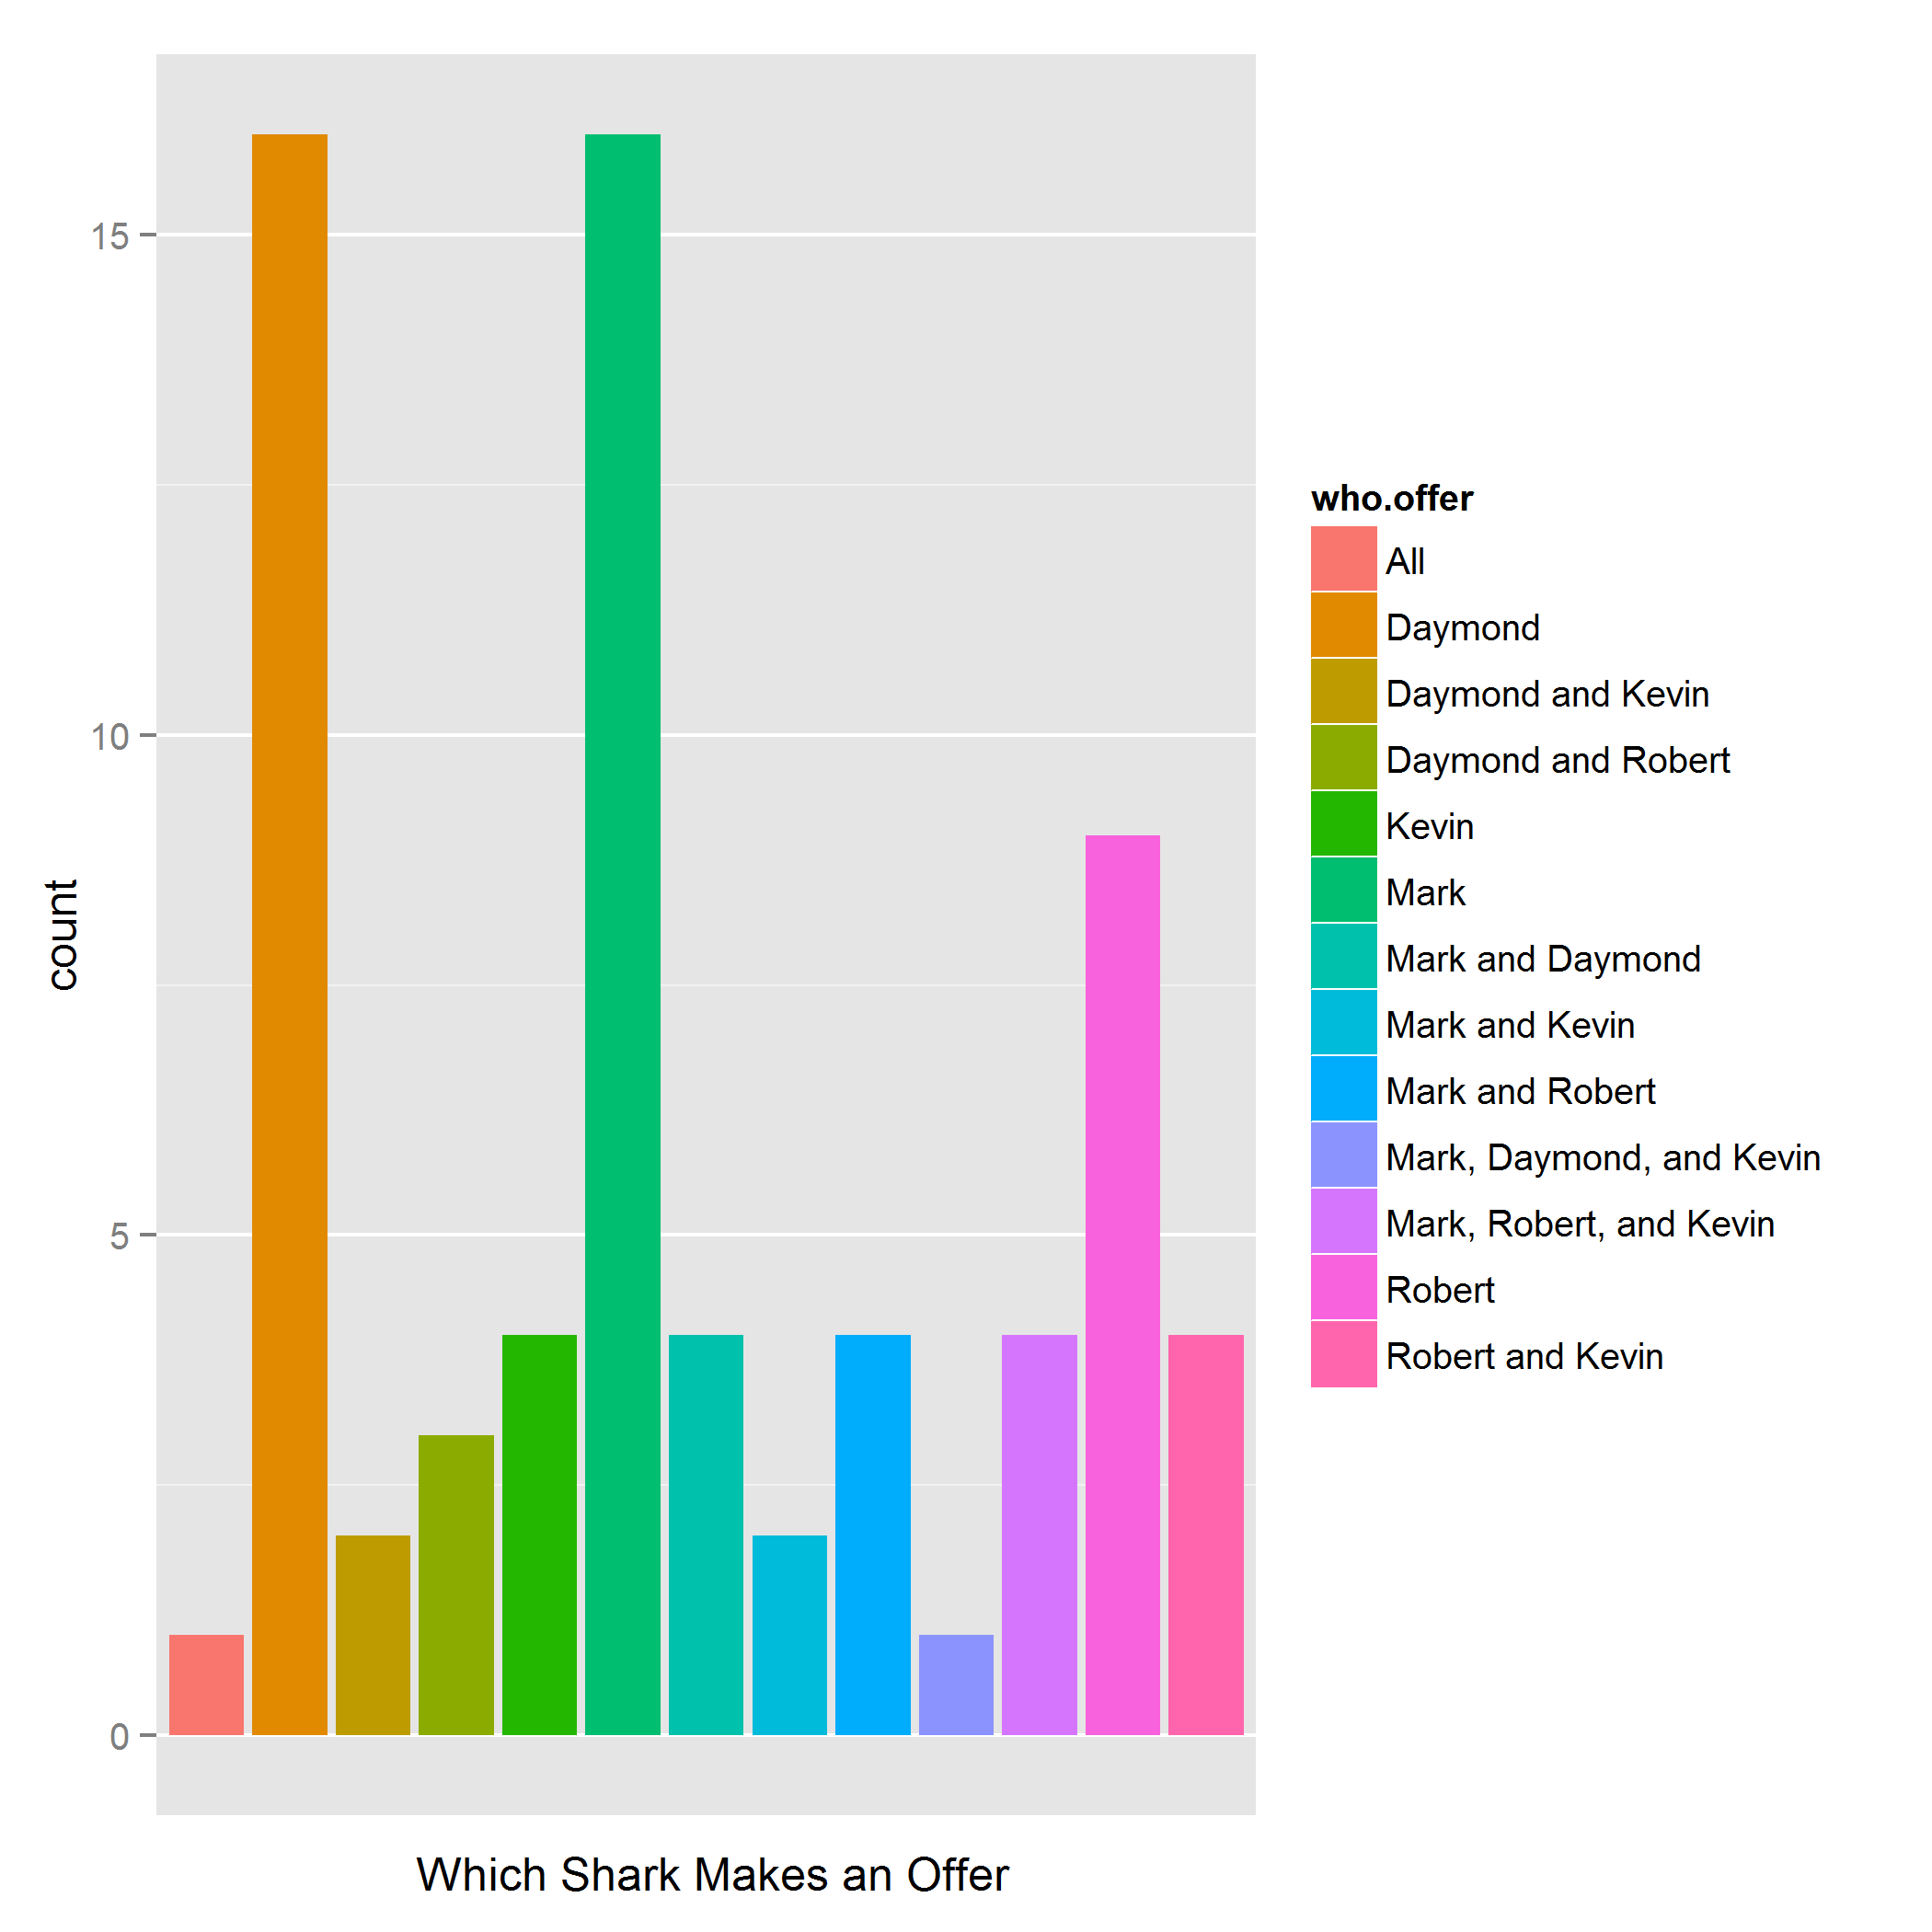 15
10
5
0
count
Which Shark Makes an Offer
who.offer
All
Daymond
Daymond and Kevin
Daymond and Robert
Kevin
Mark
Mark and Daymond
Mark and Kevin
Mark and Robert
Mark, Daymond, and Kevin
Mark, Robert, and Kevin
Robert
Robert and Kevin